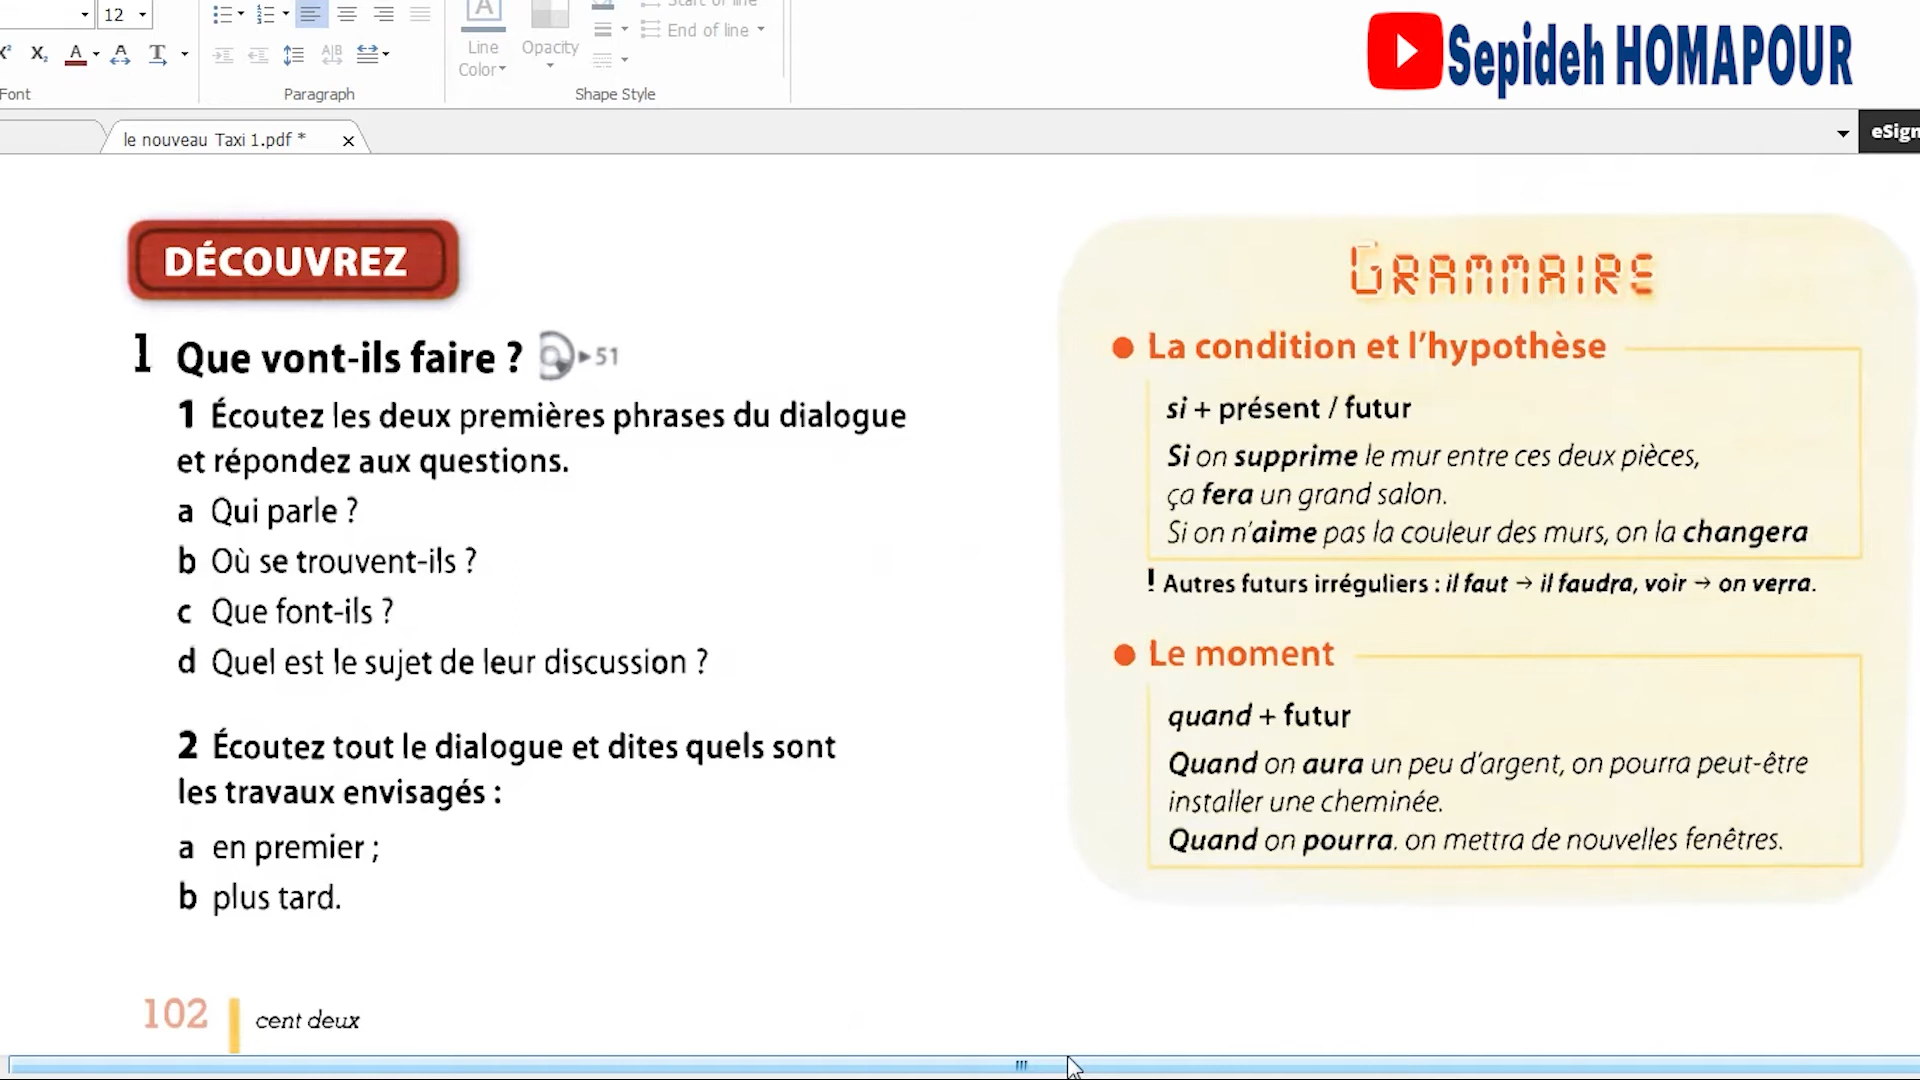 12
Start of line
End of line
Line
Color
Opacity
Font
Paragraph
Shape Style
Sepideh HOMAPOUR
le nouveau Taxi 1.pdf *
eSign
DÉCOUVREZ
1 Que vont-ils faire ? ▸51
1 Écoutez les deux premières phrases du dialogue
et répondez aux questions.
a Qui parle ?
b Où se trouvent-ils ?
c Que font-ils ?
d Quel est le sujet de leur discussion ?
2 Écoutez tout le dialogue et dites quels sont
les travaux envisagés :
a en premier ;
b plus tard.
102 cent deux
GRAMMAIRE
● La condition et l'hypothèse
si + présent / futur
Si on supprime le mur entre ces deux pièces,
ça fera un grand salon.
Si on n'aime pas la couleur des murs, on la changera
! Autres futurs irréguliers : il faut → il faudra, voir → on verra.
● Le moment
quand + futur
Quand on aura un peu d'argent, on pourra peut-être
installer une cheminée.
Quand on pourra. on mettra de nouvelles fenêtres.